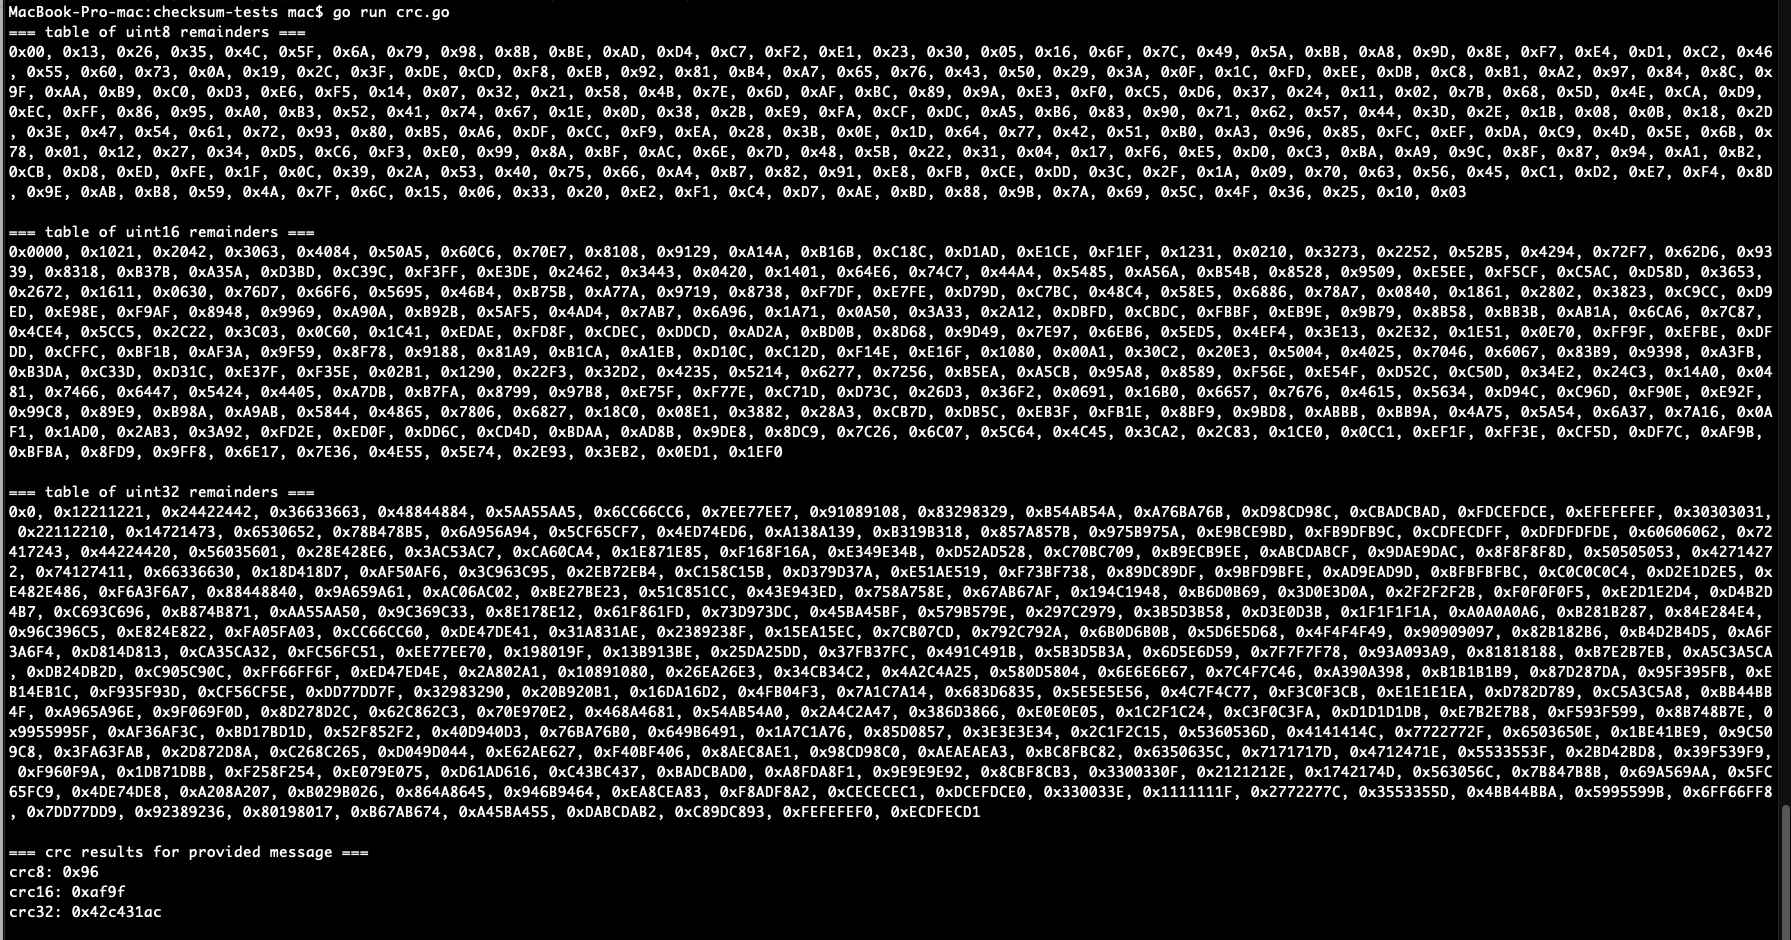 MacBook-Pro-mac:checksum-tests mac$ go run crc.go
=== table of uint8 remainders ===
0x00, 0x13, 0x26, 0x35, 0x4C, 0x5F, 0x6A, 0x79, 0x98, 0x8B, 0xBE, 0xAD, 0xD4, 0xC7, 0xF2, 0xE1, 0x23, 0x30, 0x05, 0x16, 0x6F, 0x7C, 0x49, 0x5A, 0xBB, 0xA8, 0x9D, 0x8E, 0xF7, 0xE4, 0xD1, 0xC2, 0x46
, 0x55, 0x60, 0x73, 0x0A, 0x19, 0x2C, 0x3F, 0xDE, 0xCD, 0xF8, 0xEB, 0x92, 0x81, 0xB4, 0xA7, 0x65, 0x76, 0x43, 0x50, 0x29, 0x3A, 0x0F, 0x1C, 0xFD, 0xEE, 0xDB, 0xC8, 0xB1, 0xA2, 0x97, 0x84, 0x8C, 0x
9F, 0xAA, 0xB9, 0xC0, 0xD3, 0xE6, 0xF5, 0x14, 0x07, 0x32, 0x21, 0x58, 0x4B, 0x7E, 0x6D, 0xAF, 0xBC, 0x89, 0x9A, 0xE3, 0xF0, 0xC5, 0xD6, 0x37, 0x24, 0x11, 0x02, 0x7B, 0x68, 0x5D, 0x4E, 0xCA, 0xD9,
0xEC, 0xFF, 0x86, 0x95, 0xA0, 0xB3, 0x52, 0x41, 0x74, 0x67, 0x1E, 0x0D, 0x38, 0x2B, 0xE9, 0xFA, 0xCF, 0xDC, 0xA5, 0xB6, 0x83, 0x90, 0x71, 0x62, 0x57, 0x44, 0x3D, 0x2E, 0x1B, 0x08, 0x0B, 0x18, 0x2D
, 0x3E, 0x47, 0x54, 0x61, 0x72, 0x93, 0x80, 0xB5, 0xA6, 0xDF, 0xCC, 0xF9, 0xEA, 0x28, 0x3B, 0x0E, 0x1D, 0x64, 0x77, 0x42, 0x51, 0xB0, 0xA3, 0x96, 0x85, 0xFC, 0xEF, 0xDA, 0xC9, 0x4D, 0x5E, 0x6B, 0x
78, 0x01, 0x12, 0x27, 0x34, 0xD5, 0xC6, 0xF3, 0xE0, 0x99, 0x8A, 0xBF, 0xAC, 0x6E, 0x7D, 0x48, 0x5B, 0x22, 0x31, 0x04, 0x17, 0xF6, 0xE5, 0xD0, 0xC3, 0xBA, 0xA9, 0x9C, 0x8F, 0x87, 0x94, 0xA1, 0xB2,
0xCB, 0xD8, 0xED, 0xFE, 0x1F, 0x0C, 0x39, 0x2A, 0x53, 0x40, 0x75, 0x66, 0xA4, 0xB7, 0x82, 0x91, 0xE8, 0xFB, 0xCE, 0xDD, 0x3C, 0x2F, 0x1A, 0x09, 0x70, 0x63, 0x56, 0x45, 0xC1, 0xD2, 0xE7, 0xF4, 0x8D
, 0x9E, 0xAB, 0xB8, 0x59, 0x4A, 0x7F, 0x6C, 0x15, 0x06, 0x33, 0x20, 0xE2, 0xF1, 0xC4, 0xD7, 0xAE, 0xBD, 0x88, 0x9B, 0x7A, 0x69, 0x5C, 0x4F, 0x36, 0x25, 0x10, 0x03
=== table of uint16 remainders ===
0x0000, 0x1021, 0x2042, 0x3063, 0x4084, 0x50A5, 0x60C6, 0x70E7, 0x8108, 0x9129, 0xA14A, 0xB16B, 0xC18C, 0xD1AD, 0xE1CE, 0xF1EF, 0x1231, 0x0210, 0x3273, 0x2252, 0x52B5, 0x4294, 0x72F7, 0x62D6, 0x93
39, 0x8318, 0xB37B, 0xA35A, 0xD3BD, 0xC39C, 0xF3FF, 0xE3DE, 0x2462, 0x3443, 0x0420, 0x1401, 0x64E6, 0x74C7, 0x44A4, 0x5485, 0xA56A, 0xB54B, 0x8528, 0x9509, 0xE5EE, 0xF5CF, 0xC5AC, 0xD58D, 0x3653,
0x2672, 0x1611, 0x0630, 0x76D7, 0x66F6, 0x5695, 0x46B4, 0xB75B, 0xA77A, 0x9719, 0x8738, 0xF7DF, 0xE7FE, 0xD79D, 0xC7BC, 0x48C4, 0x58E5, 0x6886, 0x78A7, 0x0840, 0x1861, 0x2802, 0x3823, 0xC9CC, 0xD9
ED, 0xE98E, 0xF9AF, 0x8948, 0x9969, 0xA90A, 0xB92B, 0x5AF5, 0x4AD4, 0x7AB7, 0x6A96, 0x1A71, 0x0A50, 0x3A33, 0x2A12, 0xDBFD, 0xCBDC, 0xFBBF, 0xEB9E, 0x9B79, 0x8B58, 0xBB3B, 0xAB1A, 0x6CA6, 0x7C87,
0x4CE4, 0x5CC5, 0x2C22, 0x3C03, 0x0C60, 0x1C41, 0xEDAE, 0xFD8F, 0xCDEC, 0xDDCD, 0xAD2A, 0xBD0B, 0x8D68, 0x9D49, 0x7E97, 0x6EB6, 0x5ED5, 0x4EF4, 0x3E13, 0x2E32, 0x1E51, 0x0E70, 0xFF9F, 0xEFBE, 0xDF
DD, 0xCFFC, 0xBF1B, 0xAF3A, 0x9F59, 0x8F78, 0x9188, 0x81A9, 0xB1CA, 0xA1EB, 0xD10C, 0xC12D, 0xF14E, 0xE16F, 0x1080, 0x00A1, 0x30C2, 0x20E3, 0x5004, 0x4025, 0x7046, 0x6067, 0x83B9, 0x9398, 0xA3FB,
0xB3DA, 0xC33D, 0xD31C, 0xE37F, 0xF35E, 0x02B1, 0x1290, 0x22F3, 0x32D2, 0x4235, 0x5214, 0x6277, 0x7256, 0xB5EA, 0xA5CB, 0x95A8, 0x8589, 0xF56E, 0xE54F, 0xD52C, 0xC50D, 0x34E2, 0x24C3, 0x14A0, 0x04
81, 0x7466, 0x6447, 0x5424, 0x4405, 0xA7DB, 0xB7FA, 0x8799, 0x97B8, 0xE75F, 0xF77E, 0xC71D, 0xD73C, 0x26D3, 0x36F2, 0x0691, 0x16B0, 0x6657, 0x7676, 0x4615, 0x5634, 0xD94C, 0xC96D, 0xF90E, 0xE92F,
0x99C8, 0x89E9, 0xB98A, 0xA9AB, 0x5844, 0x4865, 0x7806, 0x6827, 0x18C0, 0x08E1, 0x3882, 0x28A3, 0xCB7D, 0xDB5C, 0xEB3F, 0xFB1E, 0x8BF9, 0x9BD8, 0xABBB, 0xBB9A, 0x4A75, 0x5A54, 0x6A37, 0x7A16, 0x0A
F1, 0x1AD0, 0x2AB3, 0x3A92, 0xFD2E, 0xED0F, 0xDD6C, 0xCD4D, 0xBDAA, 0xAD8B, 0x9DE8, 0x8DC9, 0x7C26, 0x6C07, 0x5C64, 0x4C45, 0x3CA2, 0x2C83, 0x1CE0, 0x0CC1, 0xEF1F, 0xFF3E, 0xCF5D, 0xDF7C, 0xAF9B,
0xBFBA, 0x8FD9, 0x9FF8, 0x6E17, 0x7E36, 0x4E55, 0x5E74, 0x2E93, 0x3EB2, 0x0ED1, 0x1EF0
=== table of uint32 remainders ===
0x0, 0x12211221, 0x24422442, 0x36633663, 0x48844884, 0x5AA55AA5, 0x6CC66CC6, 0x7EE77EE7, 0x91089108, 0x83298329, 0xB54AB54A, 0xA76BA76B, 0xD98CD98C, 0xCBADCBAD, 0xFDCEFDCE, 0xEFEFEFEF, 0x30303031,
 0x22112210, 0x14721473, 0x6530652, 0x78B478B5, 0x6A956A94, 0x5CF65CF7, 0x4ED74ED6, 0xA138A139, 0xB319B318, 0x857A857B, 0x975B975A, 0xE9BCE9BD, 0xFB9DFB9C, 0xCDFECDFF, 0xDFDFDFDE, 0x60606062, 0x72
417243, 0x44224420, 0x56035601, 0x28E428E6, 0x3AC53AC7, 0xCA60CA4, 0x1E871E85, 0xF168F16A, 0xE349E34B, 0xD52AD528, 0xC70BC709, 0xB9ECB9EE, 0xABCDABCF, 0x9DAE9DAC, 0x8F8F8F8D, 0x50505053, 0x4271427
2, 0x74127411, 0x66336630, 0x18D418D7, 0xAF50AF6, 0x3C963C95, 0x2EB72EB4, 0xC158C15B, 0xD379D37A, 0xE51AE519, 0xF73BF738, 0x89DC89DF, 0x9BFD9BFE, 0xAD9EAD9D, 0xBFBFBFBC, 0xC0C0C0C4, 0xD2E1D2E5, 0x
E482E486, 0xF6A3F6A7, 0x88448840, 0x9A659A61, 0xAC06AC02, 0xBE27BE23, 0x51C851CC, 0x43E943ED, 0x758A758E, 0x67AB67AF, 0x194C1948, 0xB6D0B69, 0x3D0E3D0A, 0x2F2F2F2B, 0xF0F0F0F5, 0xE2D1E2D4, 0xD4B2D
4B7, 0xC693C696, 0xB874B871, 0xAA55AA50, 0x9C369C33, 0x8E178E12, 0x61F861FD, 0x73D973DC, 0x45BA45BF, 0x579B579E, 0x297C2979, 0x3B5D3B58, 0xD3E0D3B, 0x1F1F1F1A, 0xA0A0A0A6, 0xB281B287, 0x84E284E4,
0x96C396C5, 0xE824E822, 0xFA05FA03, 0xCC66CC60, 0xDE47DE41, 0x31A831AE, 0x2389238F, 0x15EA15EC, 0x7CB07CD, 0x792C792A, 0x6B0D6B0B, 0x5D6E5D68, 0x4F4F4F49, 0x90909097, 0x82B182B6, 0xB4D2B4D5, 0xA6F
3A6F4, 0xD814D813, 0xCA35CA32, 0xFC56FC51, 0xEE77EE70, 0x198019F, 0x13B913BE, 0x25DA25DD, 0x37FB37FC, 0x491C491B, 0x5B3D5B3A, 0x6D5E6D59, 0x7F7F7F78, 0x93A093A9, 0x81818188, 0xB7E2B7EB, 0xA5C3A5CA
, 0xDB24DB2D, 0xC905C90C, 0xFF66FF6F, 0xED47ED4E, 0x2A802A1, 0x10891080, 0x26EA26E3, 0x34CB34C2, 0x4A2C4A25, 0x580D5804, 0x6E6E6E67, 0x7C4F7C46, 0xA390A398, 0xB1B1B1B9, 0x87D287DA, 0x95F395FB, 0xE
B14EB1C, 0xF935F93D, 0xCF56CF5E, 0xDD77DD7F, 0x32983290, 0x20B920B1, 0x16DA16D2, 0x4FB04F3, 0x7A1C7A14, 0x683D6835, 0x5E5E5E56, 0x4C7F4C77, 0xF3C0F3CB, 0xE1E1E1EA, 0xD782D789, 0xC5A3C5A8, 0xBB44BB
4F, 0xA965A96E, 0x9F069F0D, 0x8D278D2C, 0x62C862C3, 0x70E970E2, 0x468A4681, 0x54AB54A0, 0x2A4C2A47, 0x386D3866, 0xE0E0E05, 0x1C2F1C24, 0xC3F0C3FA, 0xD1D1D1DB, 0xE7B2E7B8, 0xF593F599, 0x8B748B7E, 0
x9955995F, 0xAF36AF3C, 0xBD17BD1D, 0x52F852F2, 0x40D940D3, 0x76BA76B0, 0x649B6491, 0x1A7C1A76, 0x85D0857, 0x3E3E3E34, 0x2C1F2C15, 0x5360536D, 0x4141414C, 0x7722772F, 0x6503650E, 0x1BE41BE9, 0x9C50
9C8, 0x3FA63FAB, 0x2D872D8A, 0xC268C265, 0xD049D044, 0xE62AE627, 0xF40BF406, 0x8AEC8AE1, 0x98CD98C0, 0xAEAEAEA3, 0xBC8FBC82, 0x6350635C, 0x7171717D, 0x4712471E, 0x5533553F, 0x2BD42BD8, 0x39F539F9,
 0xF960F9A, 0x1DB71DBB, 0xF258F254, 0xE079E075, 0xD61AD616, 0xC43BC437, 0xBADCBAD0, 0xA8FDA8F1, 0x9E9E9E92, 0x8CBF8CB3, 0x3300330F, 0x2121212E, 0x1742174D, 0x563056C, 0x7B847B8B, 0x69A569AA, 0x5FC
65FC9, 0x4DE74DE8, 0xA208A207, 0xB029B026, 0x864A8645, 0x946B9464, 0xEA8CEA83, 0xF8ADF8A2, 0xCECECEC1, 0xDCEFDCE0, 0x330033E, 0x1111111F, 0x2772277C, 0x3553355D, 0x4BB44BBA, 0x5995599B, 0x6FF66FF8
, 0x7DD77DD9, 0x92389236, 0x80198017, 0xB67AB674, 0xA45BA455, 0xDABCDAB2, 0xC89DC893, 0xFEFEFEF0, 0xECDFECD1
=== crc results for provided message ===
crc8: 0x96
crc16: 0xaf9f
crc32: 0x42c431ac